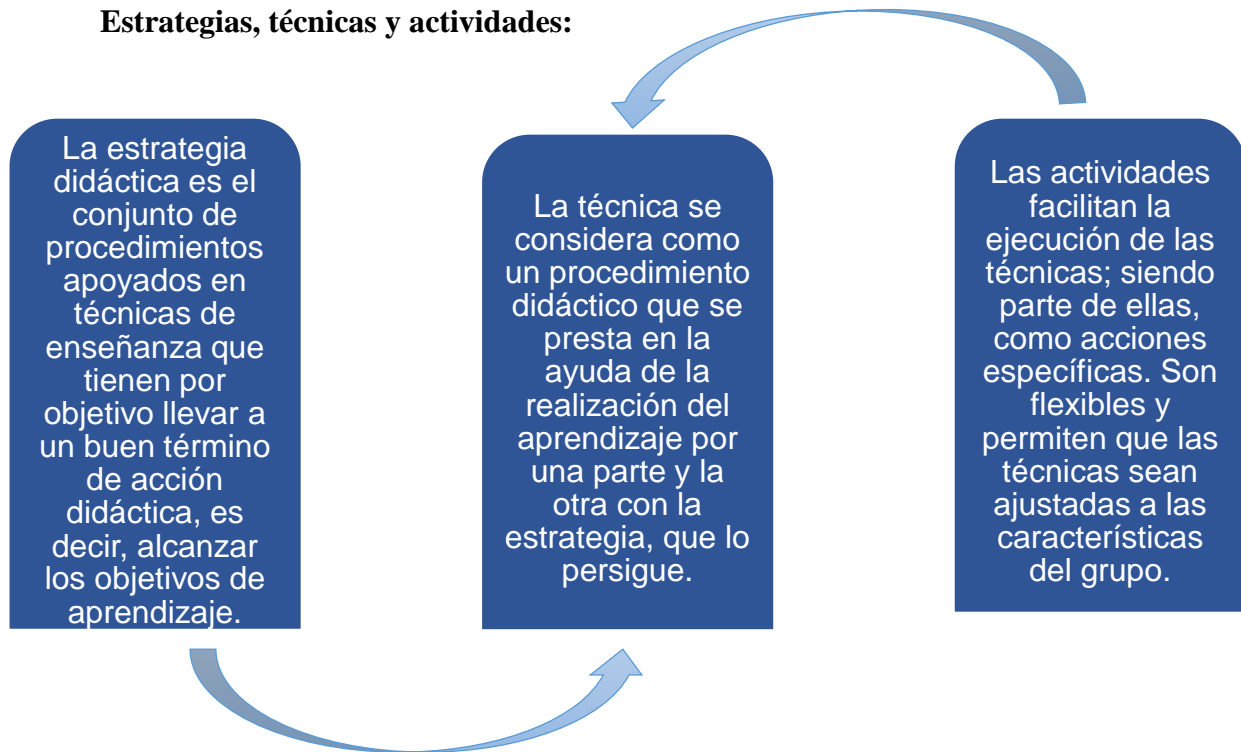 Estrategias, técnicas y actividades:
La estrategia
didáctica es el
conjunto de
procedimientos
apoyados en
técnicas de
enseñanza que
tienen por
objetivo llevar a
un buen término
de acción
didáctica, es
decir, alcanzar
los objetivos de
aprendizaje.
La técnica se
considera como
un procedimiento
didáctico que se
presta en la
ayuda de la
realización del
aprendizaje por
una parte y la
otra con la
estrategia, que lo
persigue.
Las actividades
facilitan la
ejecución de las
técnicas; siendo
parte de ellas,
como acciones
específicas. Son
flexibles y
permiten que las
técnicas sean
ajustadas a las
características
del grupo.